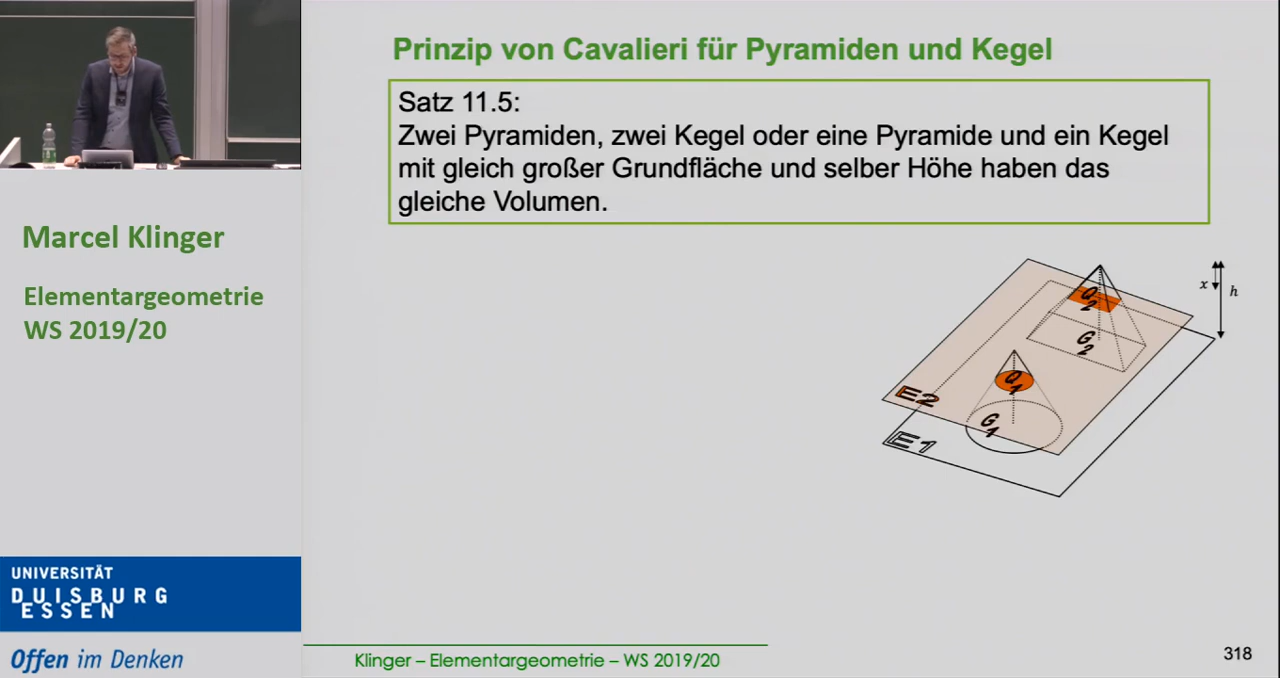 Prinzip von Cavalieri für Pyramiden und Kegel
Satz 11.5:
Zwei Pyramiden, zwei Kegel oder eine Pyramide und ein Kegel
mit gleich großer Grundfläche und selber Höhe haben das
gleiche Volumen.
Marcel Klinger
Elementargeometrie
WS 2019/20
Q2
x
h
G2
Q1
E2
G1
E1
UNIVERSITÄT
DUISBURG
ESSEN
Offen im Denken
Klinger – Elementargeometrie – WS 2019/20
318